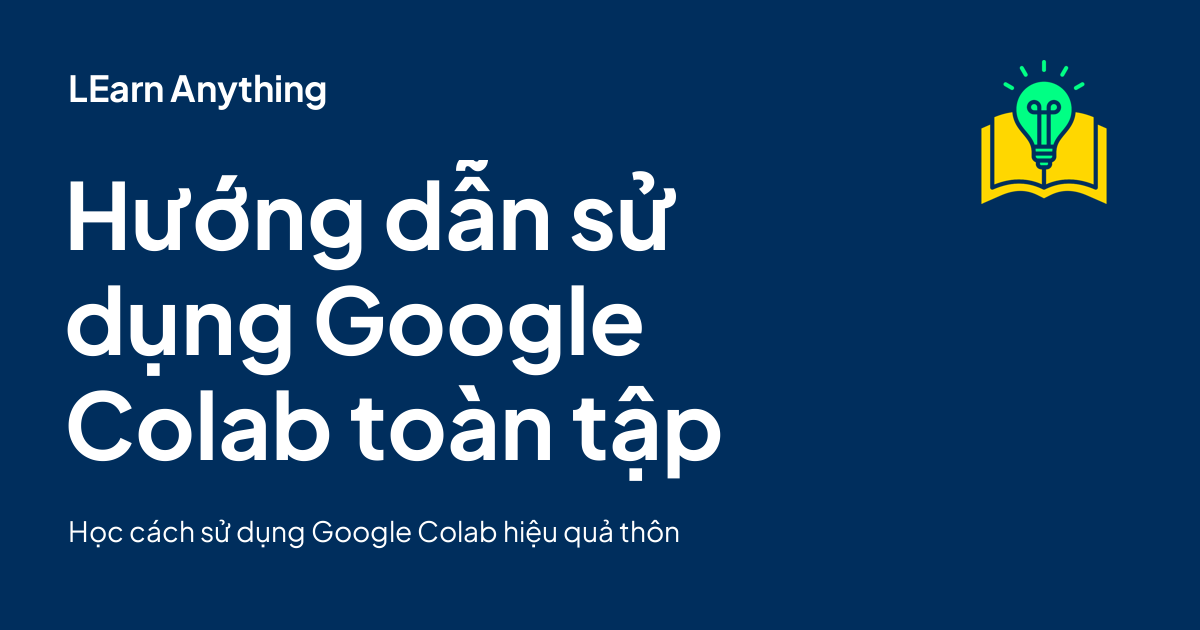 LEarn Anything
Hướng dẫn sử
dụng Google
Colab toàn tập
Học cách sử dụng Google Colab hiệu quả thôn